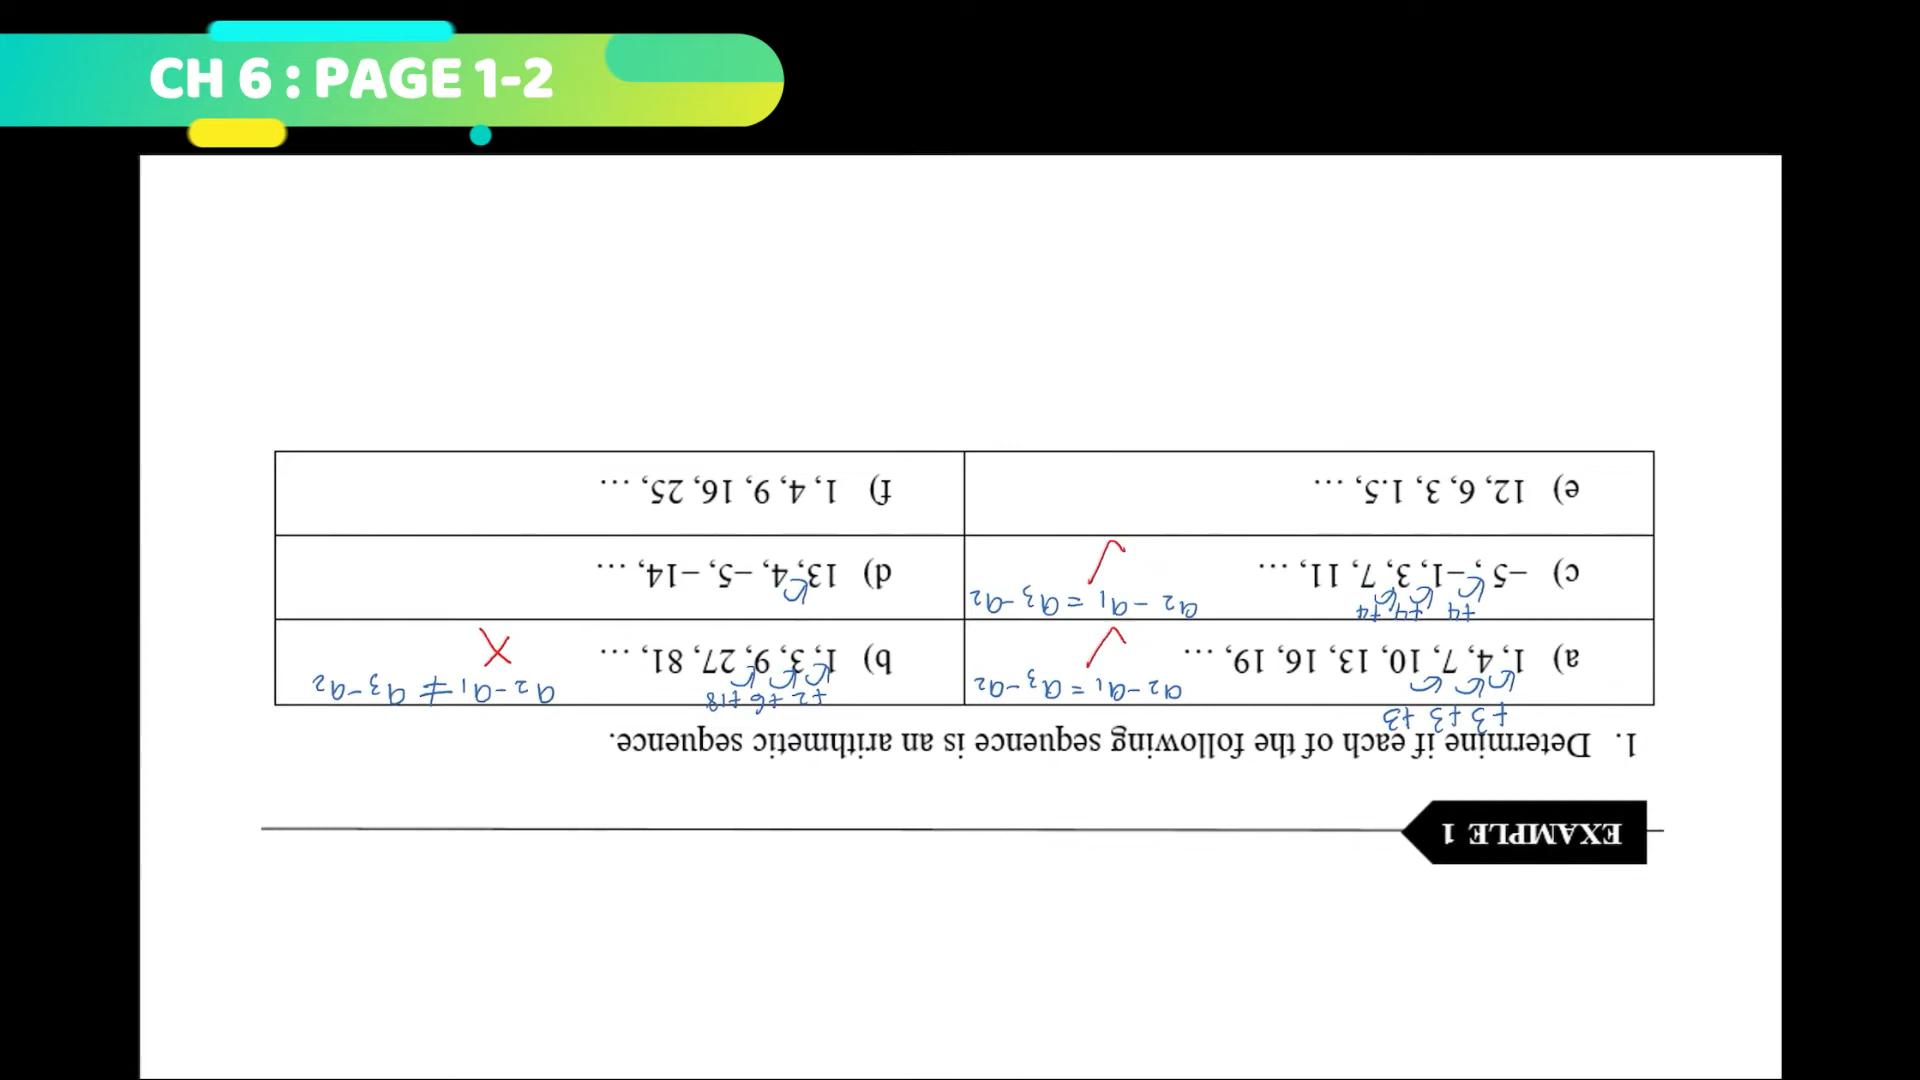 CH 6 : PAGE 1-2
EXAMPLE 1
1. Determine if each of the following sequence is an arithmetic sequence.
+3 +3 +3
a) 1, 4, 7, 10, 13, 16, 19, …
a₂-a₁ = a₃-a₂
+2 +6 +18
b) 1, 3, 9, 27, 81, …
a₂-a₁ ≠ a₃-a₂
+4 +4 +4
c) –5, –1, 3, 7, 11, …
a₂-a₁ = a₃-a₂
d) 13, 4, –5, –14, …
e) 12, 6, 3, 1.5, …
f) 1, 4, 9, 16, 25, …